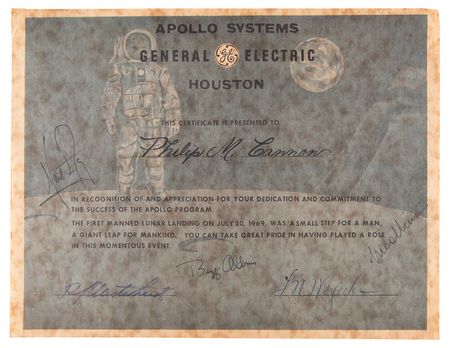 APOLLO SYSTEMS
GENERAL GE ELECTRIC
HOUSTON
THIS CERTIFICATE IS PRESENTED TO
Philip M. Cannon
IN RECOGNITION OF AND APPRECIATION FOR YOUR DEDICATION AND COMMITMENT
TO THE SUCCESS OF THE APOLLO PROGRAM.
THE FIRST MANNED LUNAR LANDING ON JULY 20, 1969, WAS 'A SMALL STEP FOR A MAN,
A GIANT LEAP FOR MANKIND.' YOU CAN TAKE GREAT PRIDE IN HAVING PLAYED A ROLE
IN THIS MOMENTOUS EVENT.
Buzz Aldrin